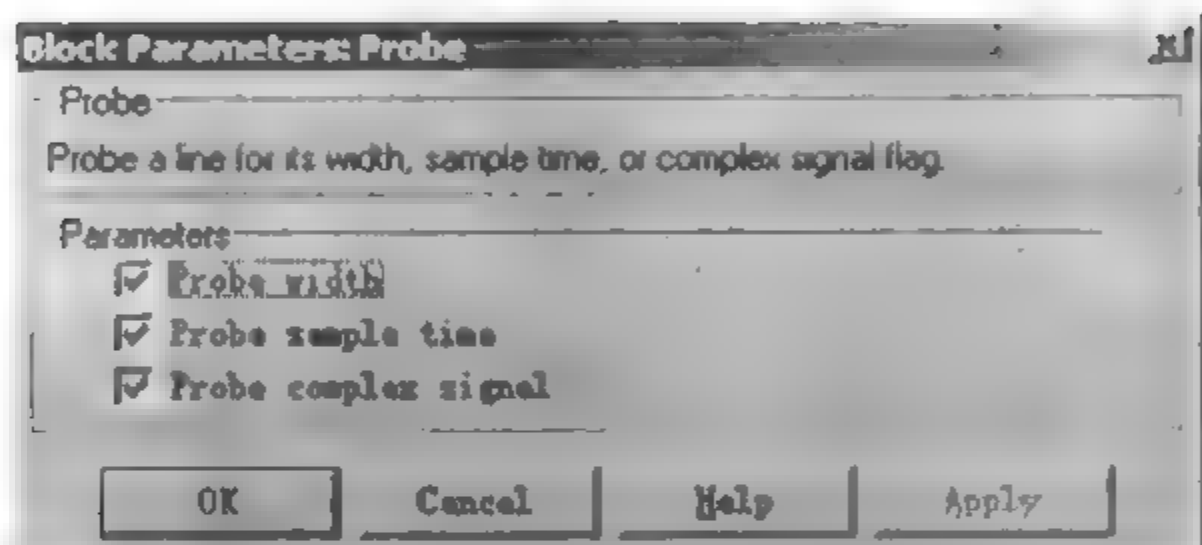 Block Parameters: Probe
Probe
Probe a line for its width, sample time, or complex signal flag.
Parameters
Probe width
Probe sample time
Probe complex signal
OK Cancel Help Apply